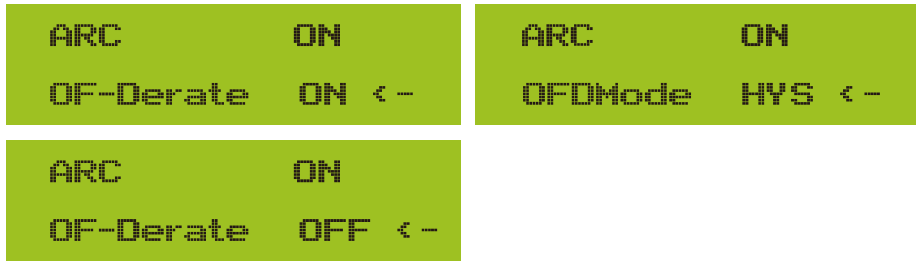 ARC ON
OF-Derate ON <-
ARC ON
OFDMode HYS <-
ARC ON
OF-Derate OFF <-